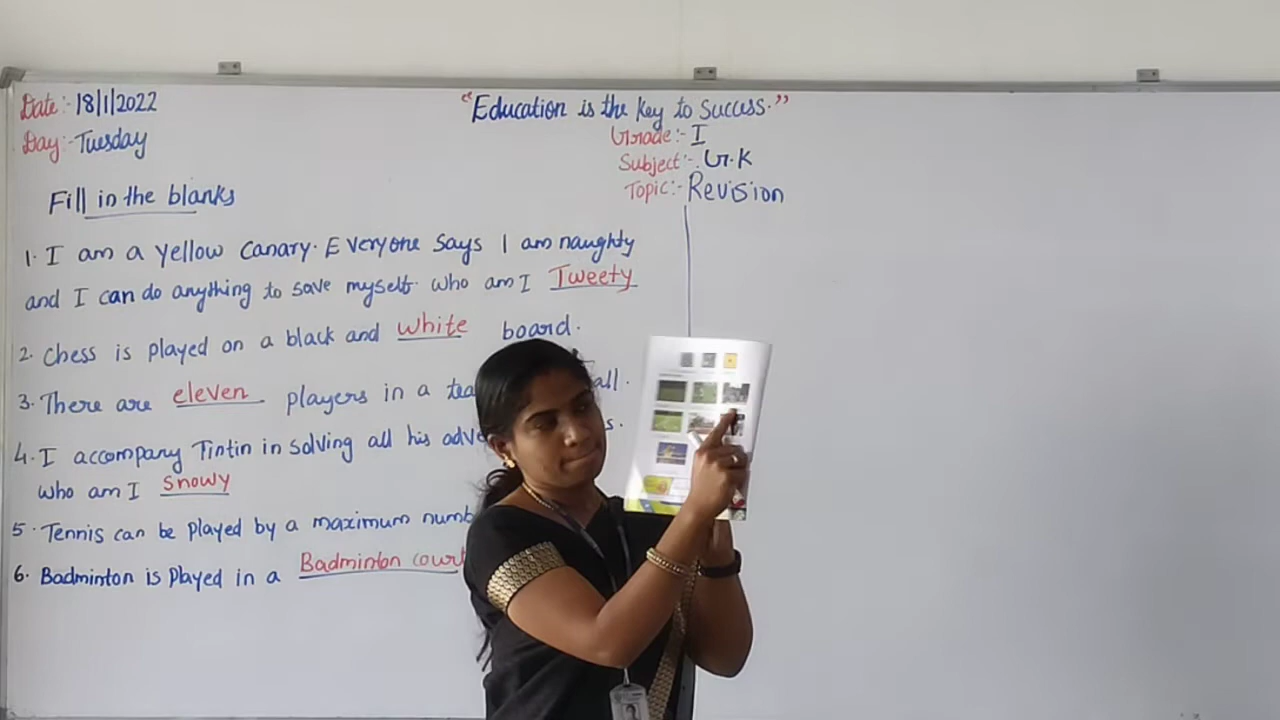 Date:- 18/1/2022
Day:- Tuesday
"Education is the key to Success."
Grade:- I
Subject:- G.K
Topic:- Revision
Fill in the blanks
1. I am a yellow Canary. Everyone Says I am naughty
and I can do anything to save myself. Who am I Tweety
2. Chess is played on a black and white board.
3. There are eleven players in a
4. I accompany Tintin in solving all his
who am I Snowy
5. Tennis can be played by a maximum
6. Badminton is Played in a Badminton court